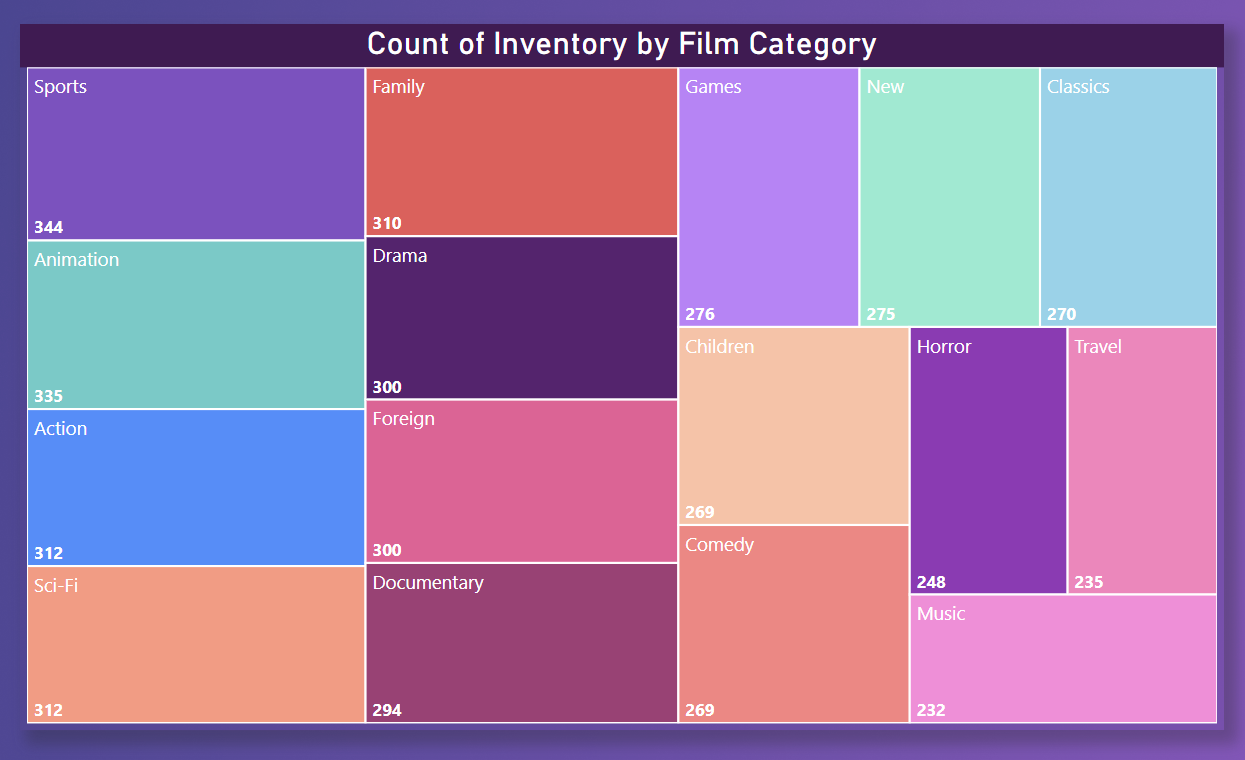 Count of Inventory by Film Category
Sports
344
Animation
335
Action
312
Sci-Fi
312
Family
310
Drama
300
Foreign
300
Documentary
294
Games
276
New
275
Classics
270
Children
269
Comedy
269
Horror
248
Travel
235
Music
232